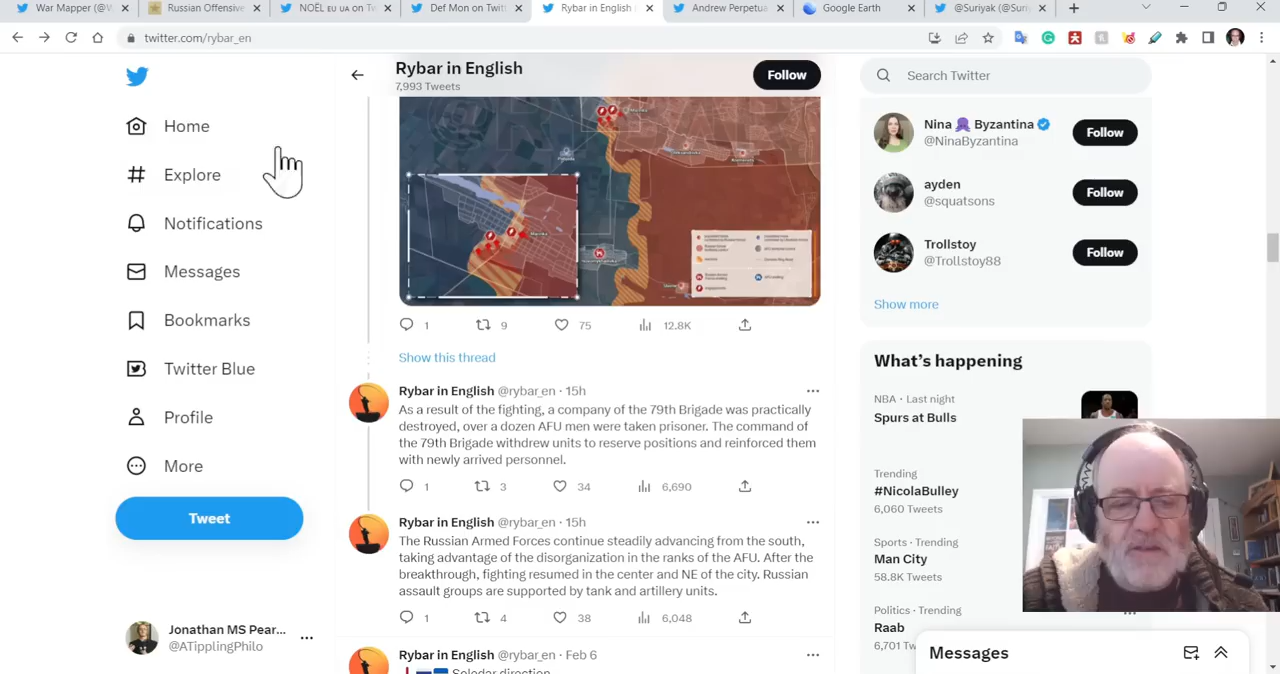 War Mapper (@V
Russian Offensive
NOËL EU UA on Tw
Def Mon on Twitt
Rybar in English
Andrew Perpetua
Google Earth
@Suriyak (@Suri
twitter.com/rybar_en
Home
Explore
Notifications
Messages
Bookmarks
Twitter Blue
Profile
More
Tweet
Jonathan MS Pear...
@ATipplingPhilo
Rybar in English
7,993 Tweets
Follow
1 9 75 12.8K
Show this thread
Rybar in English @rybar_en · 15h
As a result of the fighting, a company of the 79th Brigade was practically
destroyed, over a dozen AFU men were taken prisoner. The command of
the 79th Brigade withdrew units to reserve positions and reinforced them
with newly arrived personnel.
1 3 34 6,690
Rybar in English @rybar_en · 15h
The Russian Armed Forces continue steadily advancing from the south,
taking advantage of the disorganization in the ranks of the AFU. After the
breakthrough, fighting resumed in the center and NE of the city. Russian
assault groups are supported by tank and artillery units.
1 4 38 6,048
Rybar in English @rybar_en · Feb 6
Soledar direction
Search Twitter
Nina Byzantina
@NinaByzantina
Follow
ayden
@squatsons
Follow
Trollstoy
@Trollstoy88
Follow
Show more
What's happening
NBA · Last night
Spurs at Bulls
Trending
#NicolaBulley
6,060 Tweets
Sports · Trending
Man City
58.8K Tweets
Politics · Trending
Raab
6,701 Tw
Messages